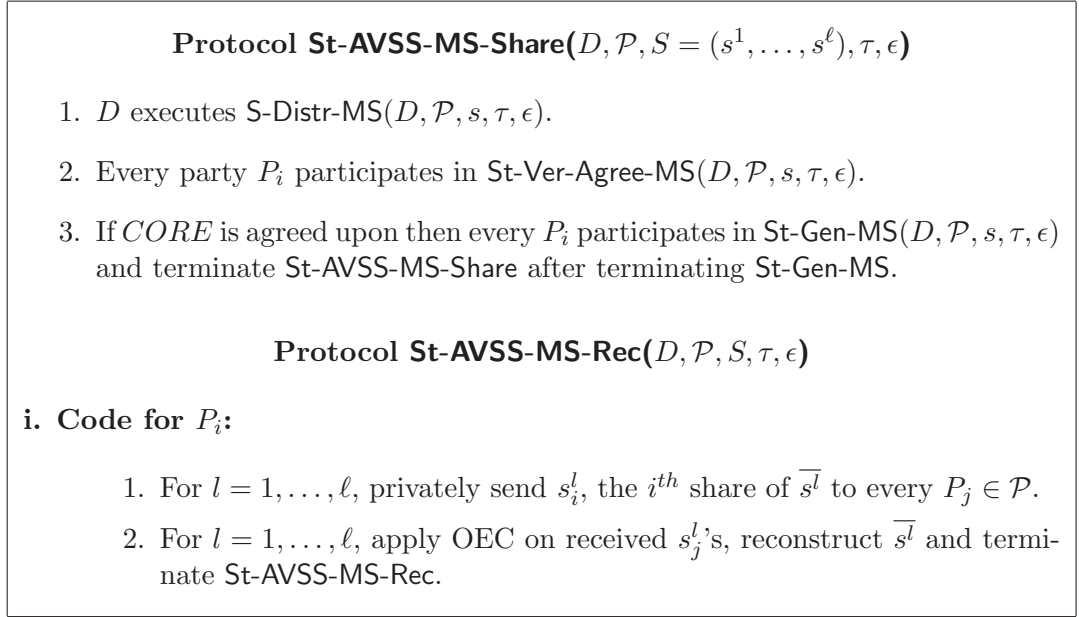 Protocol St-AVSS-MS-Share(D, 𝒫, S = (s¹, . . . , s^ℓ), τ, ϵ)
1. D executes S-Distr-MS(D, 𝒫, s, τ, ϵ).
2. Every party P_i participates in St-Ver-Agree-MS(D, 𝒫, s, τ, ϵ).
3. If CORE is agreed upon then every P_i participates in St-Gen-MS(D, 𝒫, s, τ, ϵ)
and terminate St-AVSS-MS-Share after terminating St-Gen-MS.
Protocol St-AVSS-MS-Rec(D, 𝒫, S, τ, ϵ)
i. Code for P_i:
1. For l = 1, . . . , ℓ, privately send s_i^l, the i^{th} share of \overline{s^l} to every P_j ∈ 𝒫.
2. For l = 1, . . . , ℓ, apply OEC on received s_j^l's, reconstruct \overline{s^l} and termi-
nate St-AVSS-MS-Rec.